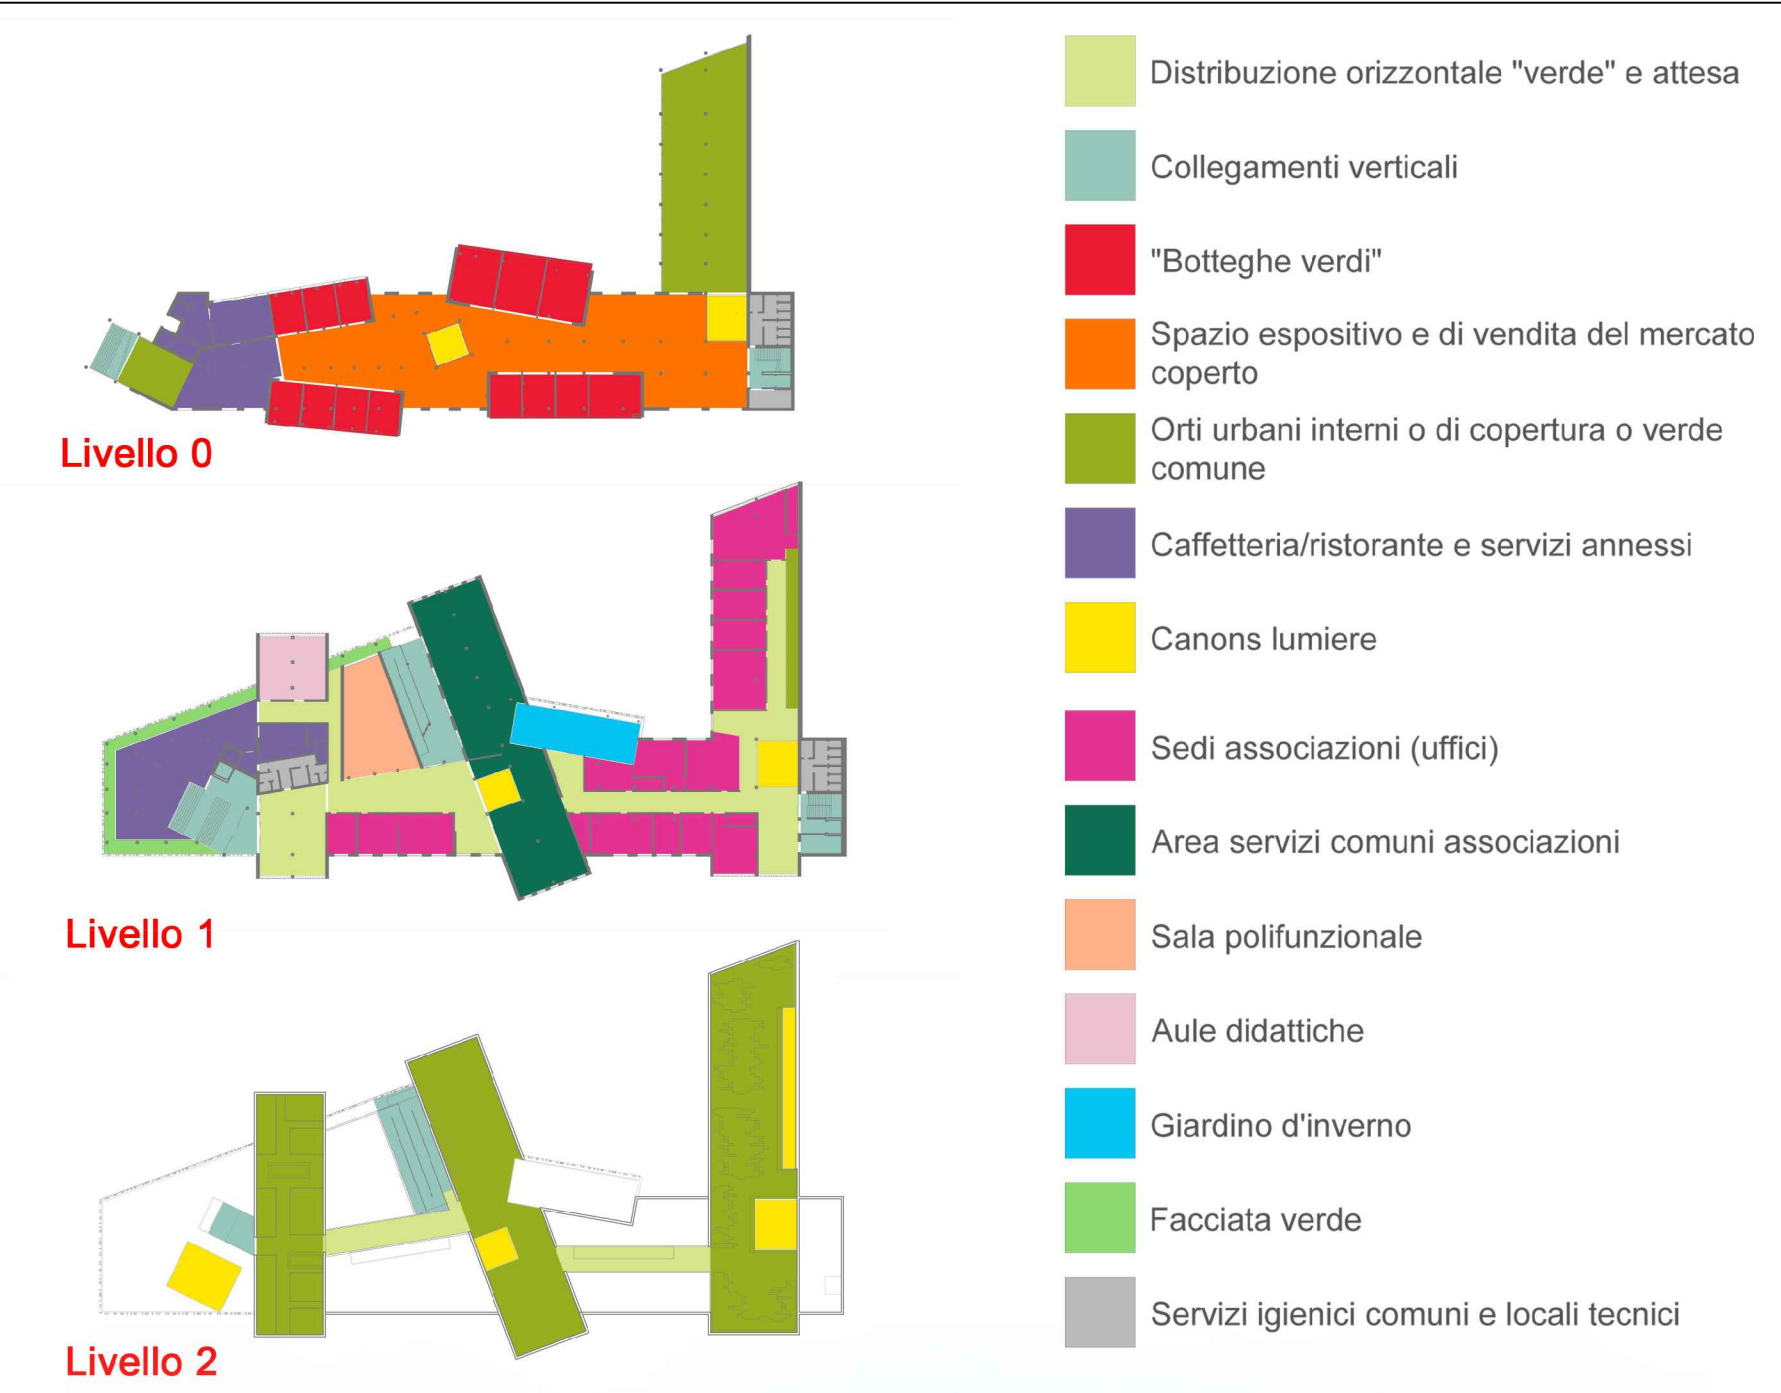 Livello 0
Livello 1
Livello 2
Distribuzione orizzontale "verde" e attesa
Collegamenti verticali
"Botteghe verdi"
Spazio espositivo e di vendita del mercato
coperto
Orti urbani interni o di copertura o verde
comune
Caffetteria/ristorante e servizi annessi
Canons lumiere
Sedi associazioni (uffici)
Area servizi comuni associazioni
Sala polifunzionale
Aule didattiche
Giardino d'inverno
Facciata verde
Servizi igienici comuni e locali tecnici